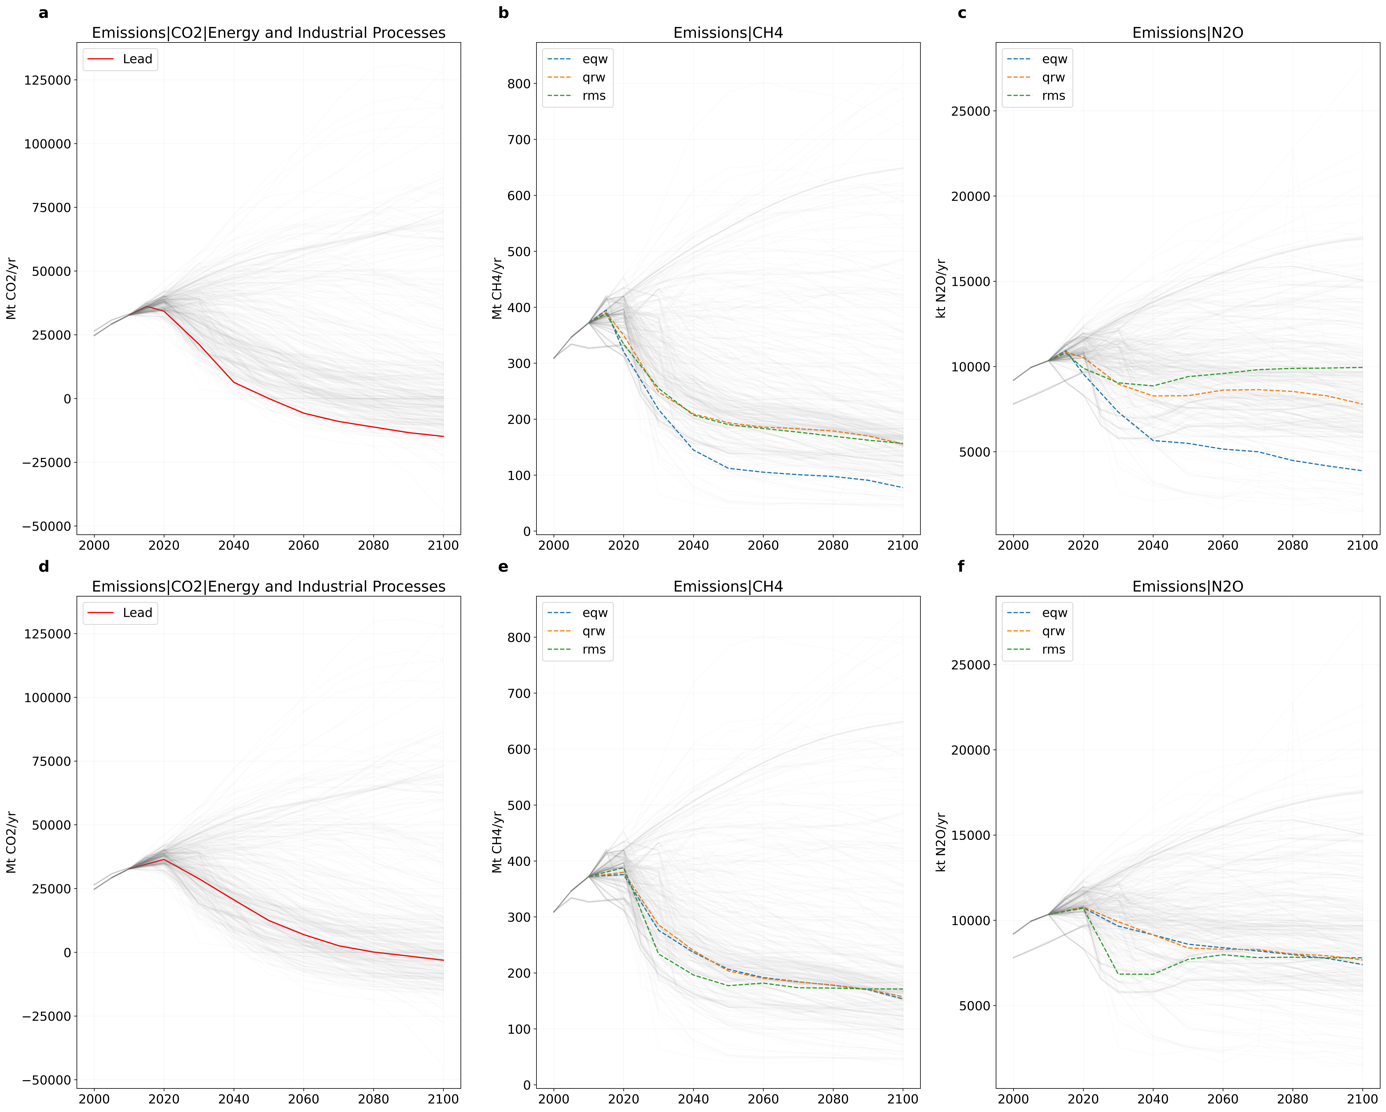 a
Emissions|CO2|Energy and Industrial Processes
Lead
Mt CO2/yr
125000
100000
75000
50000
25000
0
−25000
−50000
2000 2020 2040 2060 2080 2100
b
Emissions|CH4
eqw
qrw
rms
Mt CH4/yr
800
700
600
500
400
300
200
100
0
2000 2020 2040 2060 2080 2100
c
Emissions|N2O
eqw
qrw
rms
kt N2O/yr
25000
20000
15000
10000
5000
2000 2020 2040 2060 2080 2100
d
Emissions|CO2|Energy and Industrial Processes
Lead
Mt CO2/yr
125000
100000
75000
50000
25000
0
−25000
−50000
2000 2020 2040 2060 2080 2100
e
Emissions|CH4
eqw
qrw
rms
Mt CH4/yr
800
700
600
500
400
300
200
100
0
2000 2020 2040 2060 2080 2100
f
Emissions|N2O
eqw
qrw
rms
kt N2O/yr
25000
20000
15000
10000
5000
2000 2020 2040 2060 2080 2100